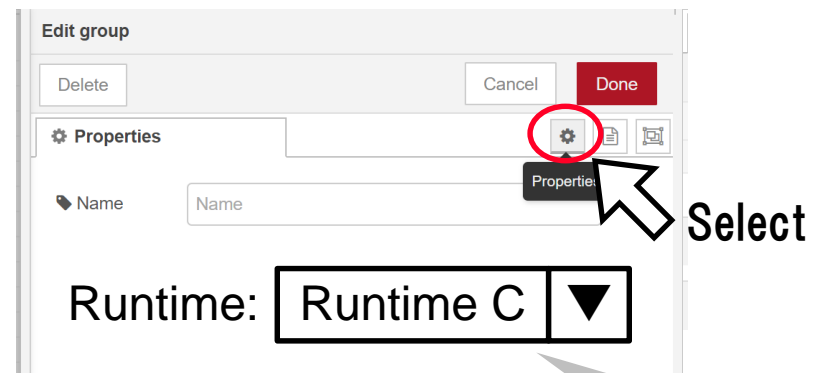 Edit group
Delete Cancel Done
Properties
Properties
Name Name
Select
Runtime: Runtime C